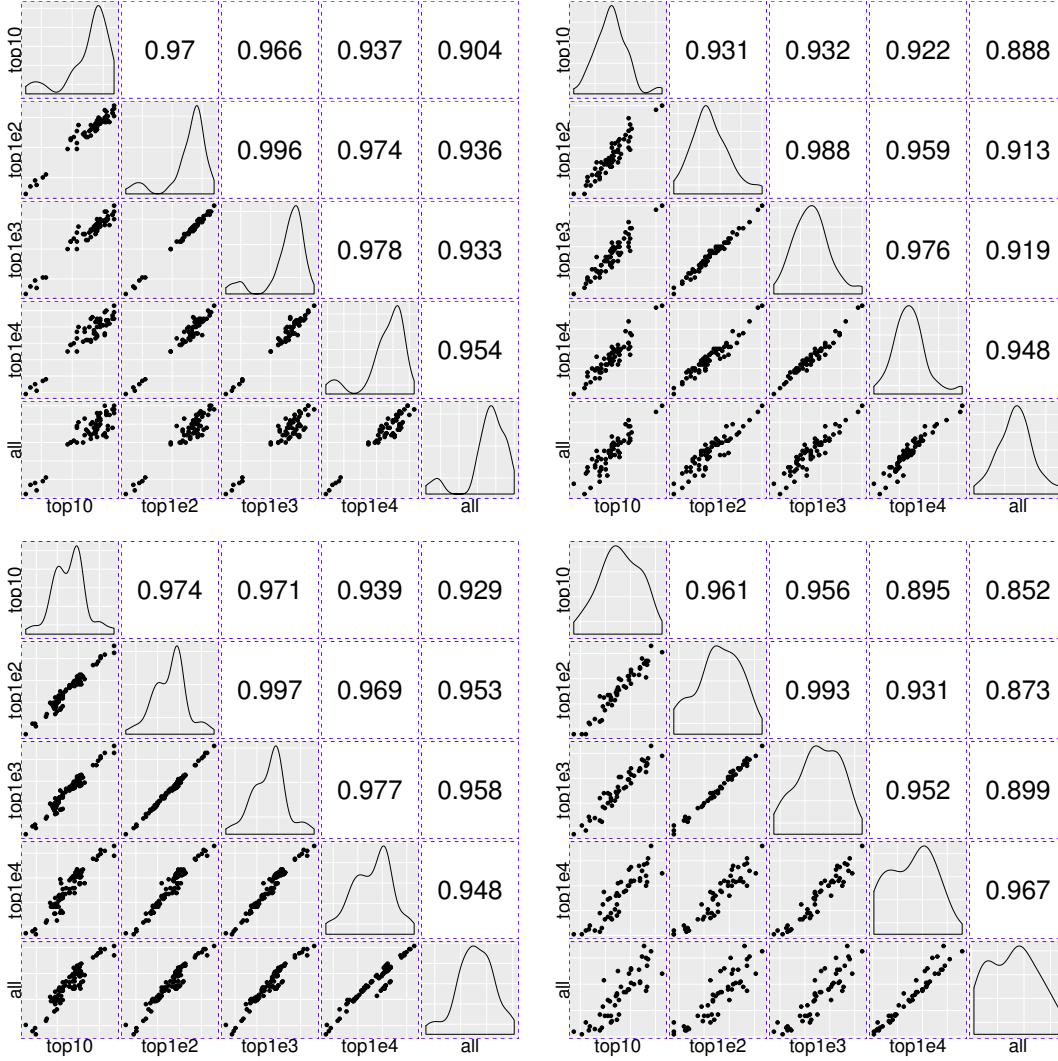 top10 0.97 0.966 0.937 0.904
top1e2 0.996 0.974 0.936
top1e3 0.978 0.933
top1e4 0.954
all
top10 top1e2 top1e3 top1e4 all
top10 0.931 0.932 0.922 0.888
top1e2 0.988 0.959 0.913
top1e3 0.976 0.919
top1e4 0.948
all
top10 top1e2 top1e3 top1e4 all
top10 0.974 0.971 0.939 0.929
top1e2 0.997 0.969 0.953
top1e3 0.977 0.958
top1e4 0.948
all
top10 top1e2 top1e3 top1e4 all
top10 0.961 0.956 0.895 0.852
top1e2 0.993 0.931 0.873
top1e3 0.952 0.899
top1e4 0.967
all
top10 top1e2 top1e3 top1e4 all